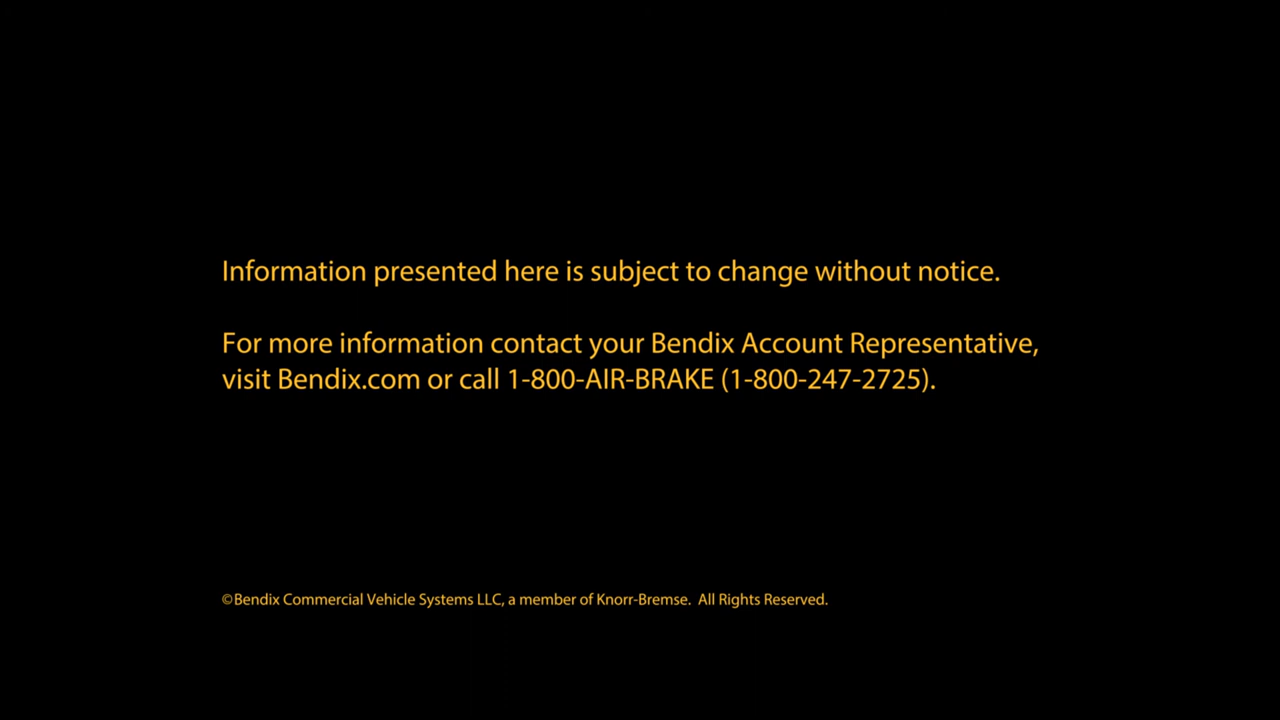 Information presented here is subject to change without notice.
For more information contact your Bendix Account Representative,
visit Bendix.com or call 1-800-AIR-BRAKE (1-800-247-2725).
©Bendix Commercial Vehicle Systems LLC, a member of Knorr-Bremse.  All Rights Reserved.